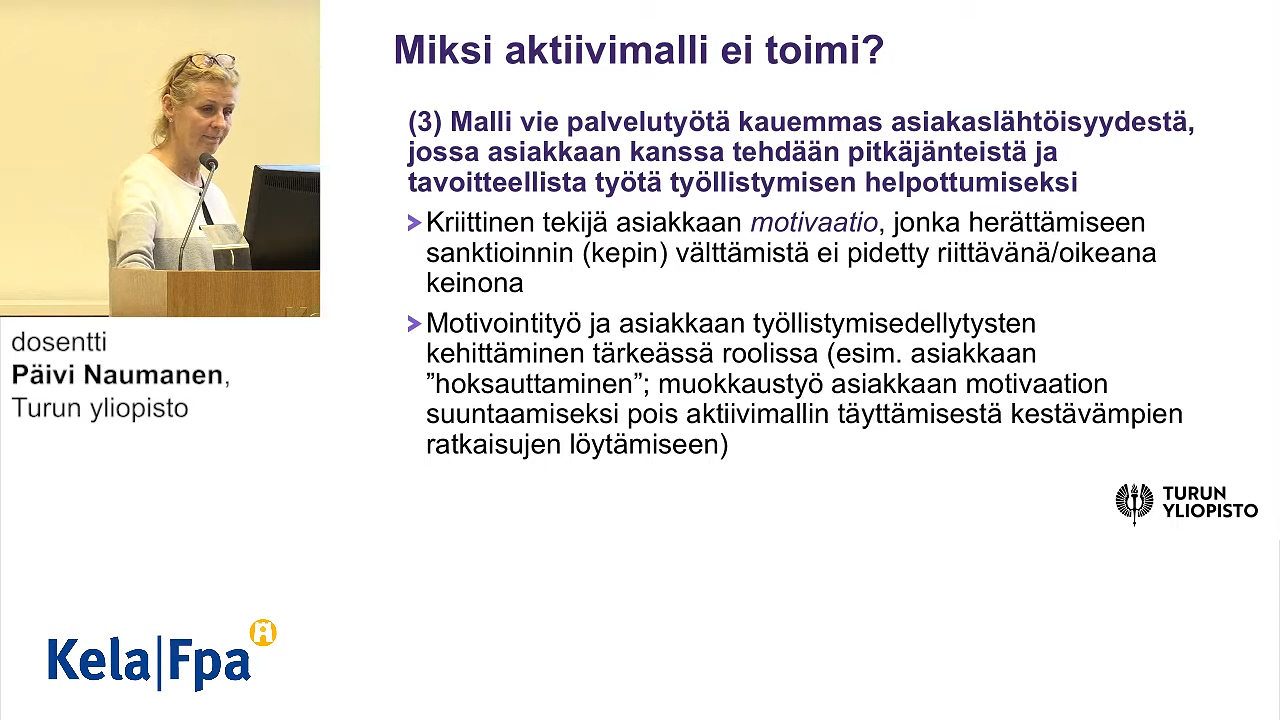 Miksi aktiivimalli ei toimi?
(3) Malli vie palvelutyötä kauemmas asiakaslähtöisyydestä,
jossa asiakkaan kanssa tehdään pitkäjänteistä ja
tavoitteellista työtä työllistymisen helpottumiseksi
Kriittinen tekijä asiakkaan motivaatio, jonka herättämiseen
sanktioinnin (kepin) välttämistä ei pidetty riittävänä/oikeana
keinona
Motivointityö ja asiakkaan työllistymisedellytysten
kehittäminen tärkeässä roolissa (esim. asiakkaan
”hoksauttaminen”; muokkaustyö asiakkaan motivaation
suuntaamiseksi pois aktiivimallin täyttämisestä kestävämpien
ratkaisujen löytämiseen)
dosentti
Päivi Naumanen,
Turun yliopisto
TURUN
YLIOPISTO
Kela|Fpa